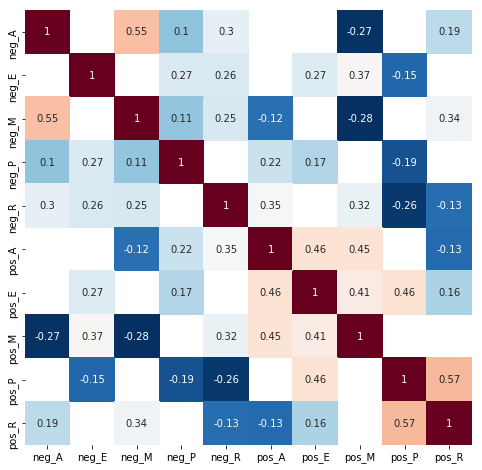 neg_A 1 0.55 0.1 0.3 -0.27 0.19
neg_E 1 0.27 0.26 0.27 0.37 -0.15
neg_M 0.55 1 0.11 0.25 -0.12 -0.28 0.34
neg_P 0.1 0.27 0.11 1 0.22 0.17 -0.19
neg_R 0.3 0.26 0.25 1 0.35 0.32 -0.26 -0.13
pos_A -0.12 0.22 0.35 1 0.46 0.45 -0.13
pos_E 0.27 0.17 0.46 1 0.41 0.46 0.16
pos_M -0.27 0.37 -0.28 0.32 0.45 0.41 1
pos_P -0.15 -0.19 -0.26 0.46 1 0.57
pos_R 0.19 0.34 -0.13 -0.13 0.16 0.57 1
neg_A neg_E neg_M neg_P neg_R pos_A pos_E pos_M pos_P pos_R